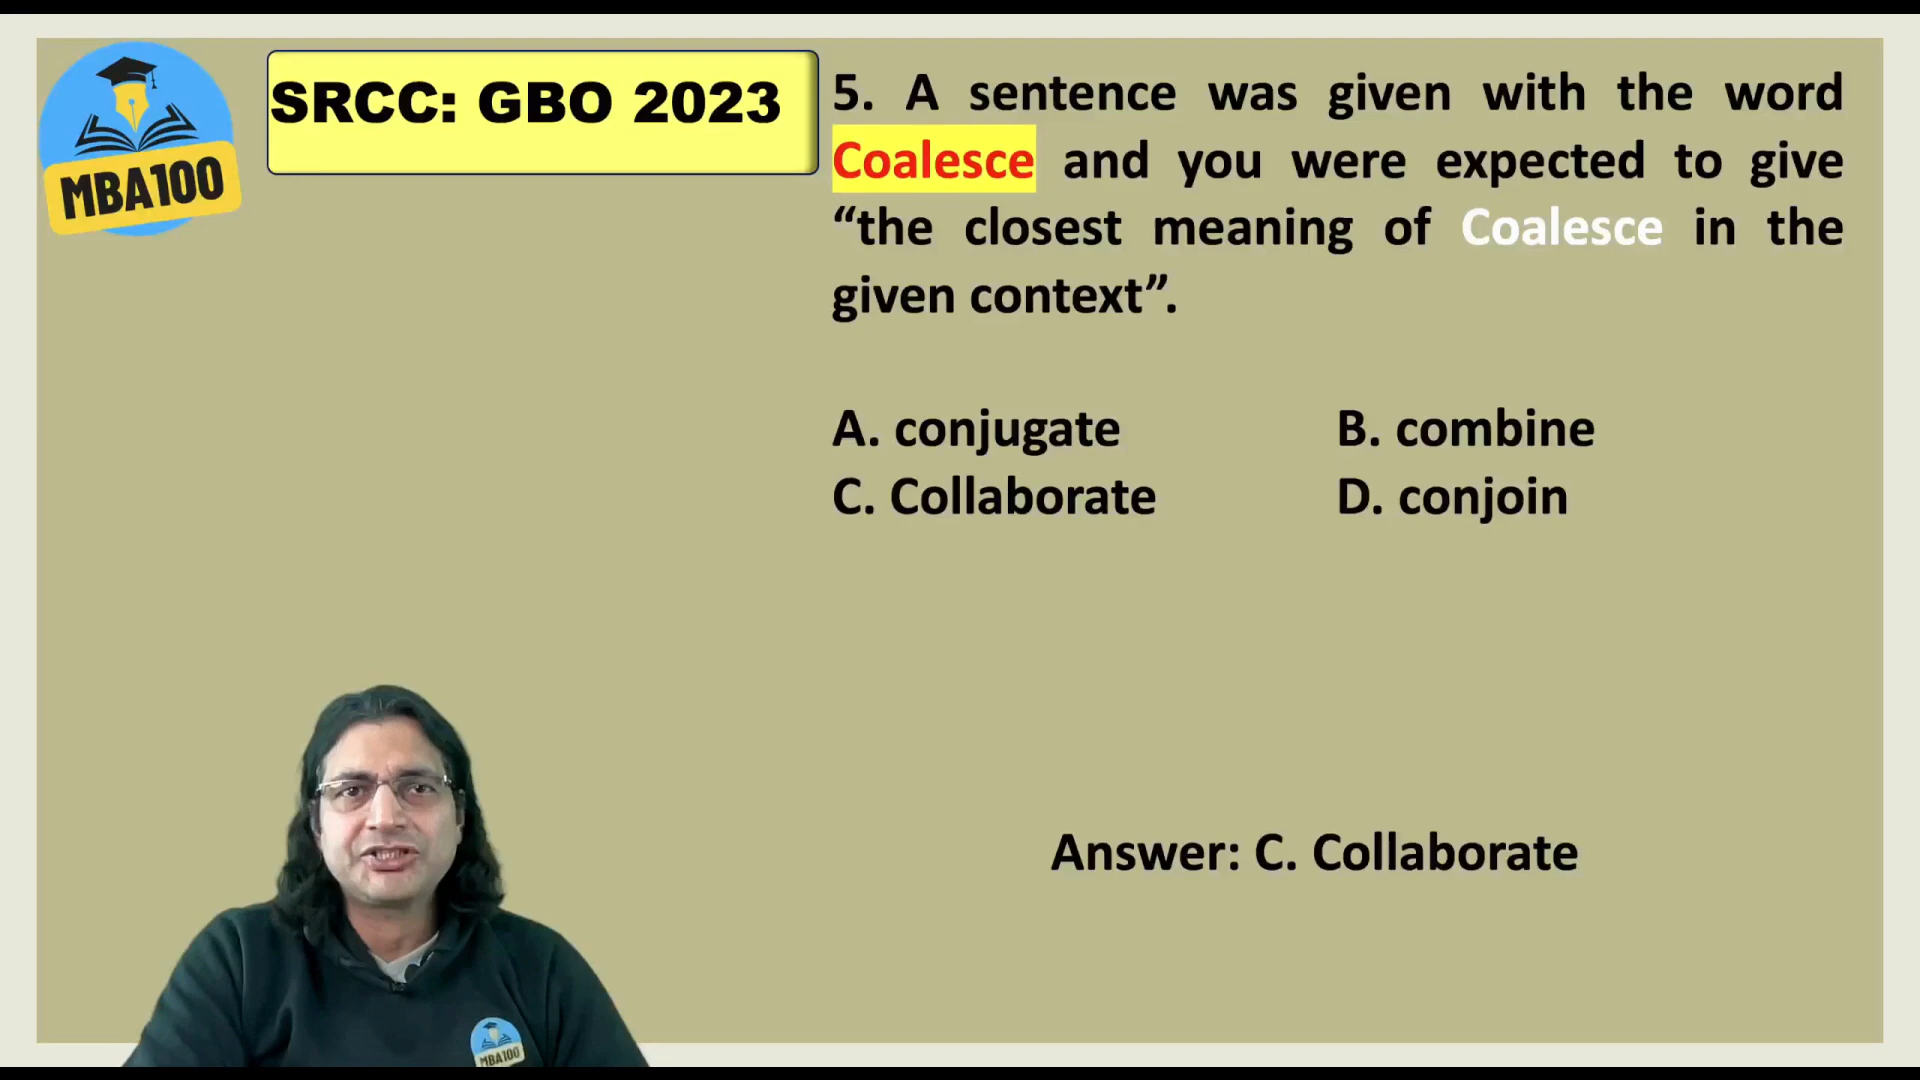 MBA100
SRCC: GBO 2023
5. A sentence was given with the word
Coalesce and you were expected to give
“the closest meaning of Coalesce in the
given context”.
A. conjugate B. combine
C. Collaborate D. conjoin
Answer: C. Collaborate
MBA100